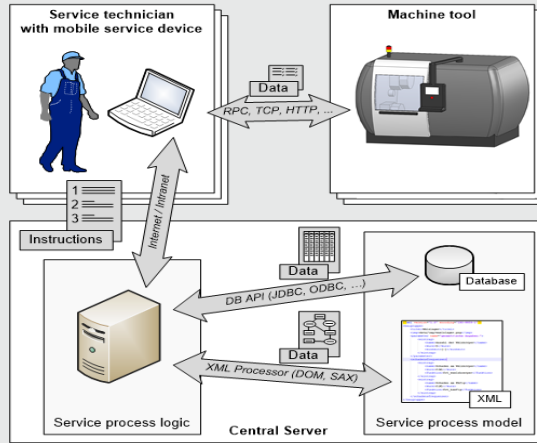 Service technician
with mobile service device
Machine tool
Data
RPC, TCP, HTTP, ...
1
2
3
Instructions
Internet / Intranet
Data
DB API (JDBC, ODBC, ...)
Database
Data
XML Processor (DOM, SAX)
XML
Service process logic
Service process model
Central Server